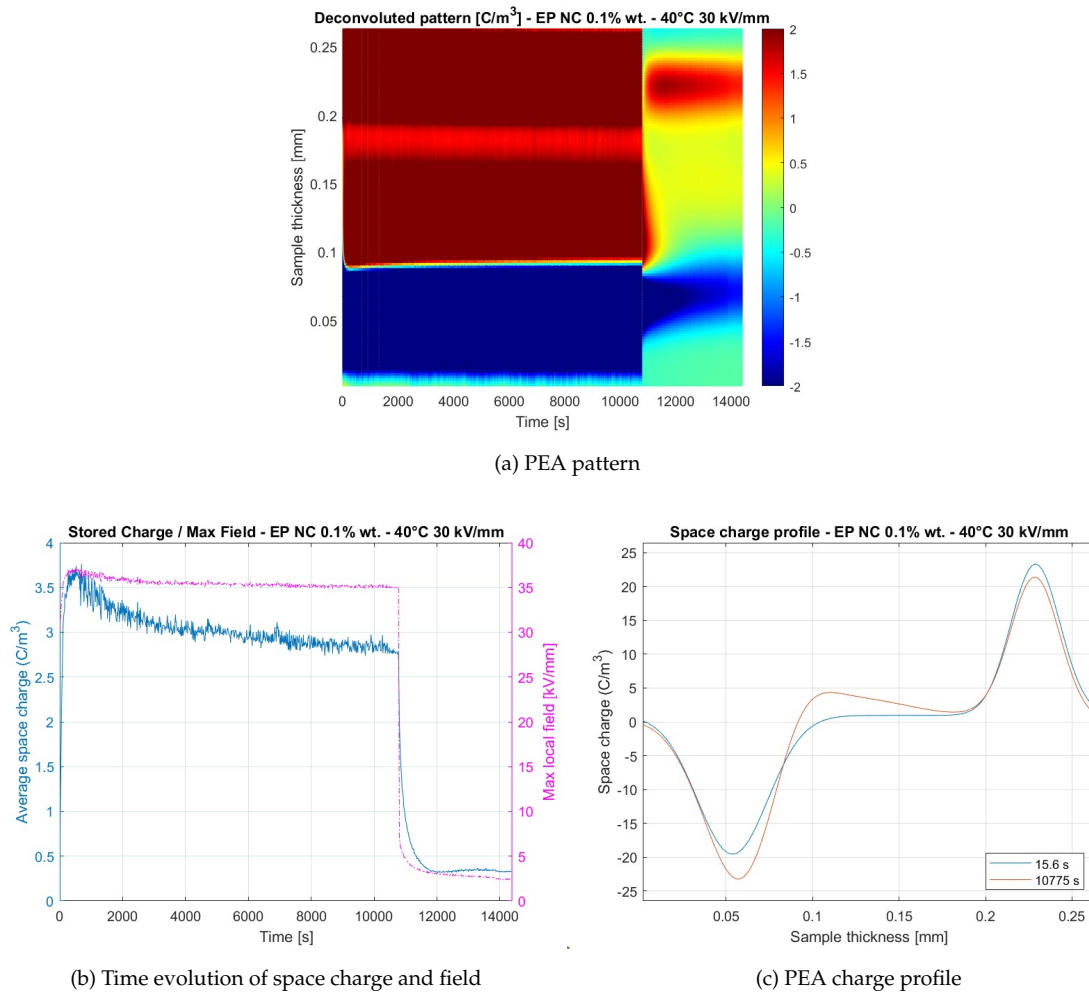 Deconvoluted pattern [C/m³] - EP NC 0.1% wt. - 40°C 30 kV/mm
0.25
0.2
0.15
0.1
0.05
Sample thickness [mm]
0 2000 4000 6000 8000 10000 12000 14000
Time [s]
2
1.5
1
0.5
0
-0.5
-1
-1.5
-2
(a) PEA pattern
Stored Charge / Max Field - EP NC 0.1% wt. - 40°C 30 kV/mm
4
3.5
3
2.5
2
1.5
1
0.5
0
Average space charge (C/m³)
40
35
30
25
20
15
10
5
0
Max local field [kV/mm]
0 2000 4000 6000 8000 10000 12000 14000
Time [s]
(b) Time evolution of space charge and field
Space charge profile - EP NC 0.1% wt. - 40°C 30 kV/mm
25
20
15
10
5
0
-5
-10
-15
-20
-25
Space charge (C/m³)
15.6 s
10775 s
0.05 0.1 0.15 0.2 0.25
Sample thickness [mm]
(c) PEA charge profile